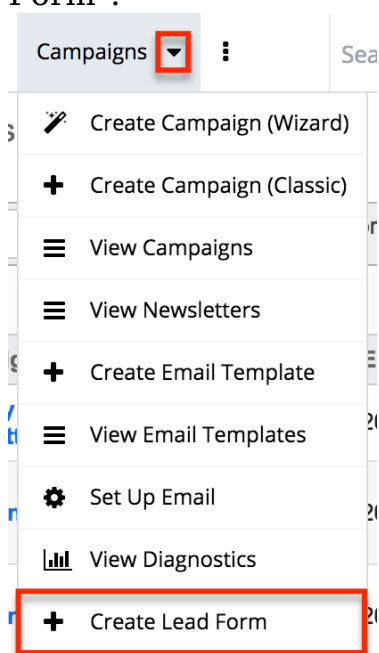 Form".
Campaigns
Sea
Create Campaign (Wizard)
Create Campaign (Classic)
View Campaigns
View Newsletters
Create Email Template
View Email Templates
Set Up Email
View Diagnostics
Create Lead Form